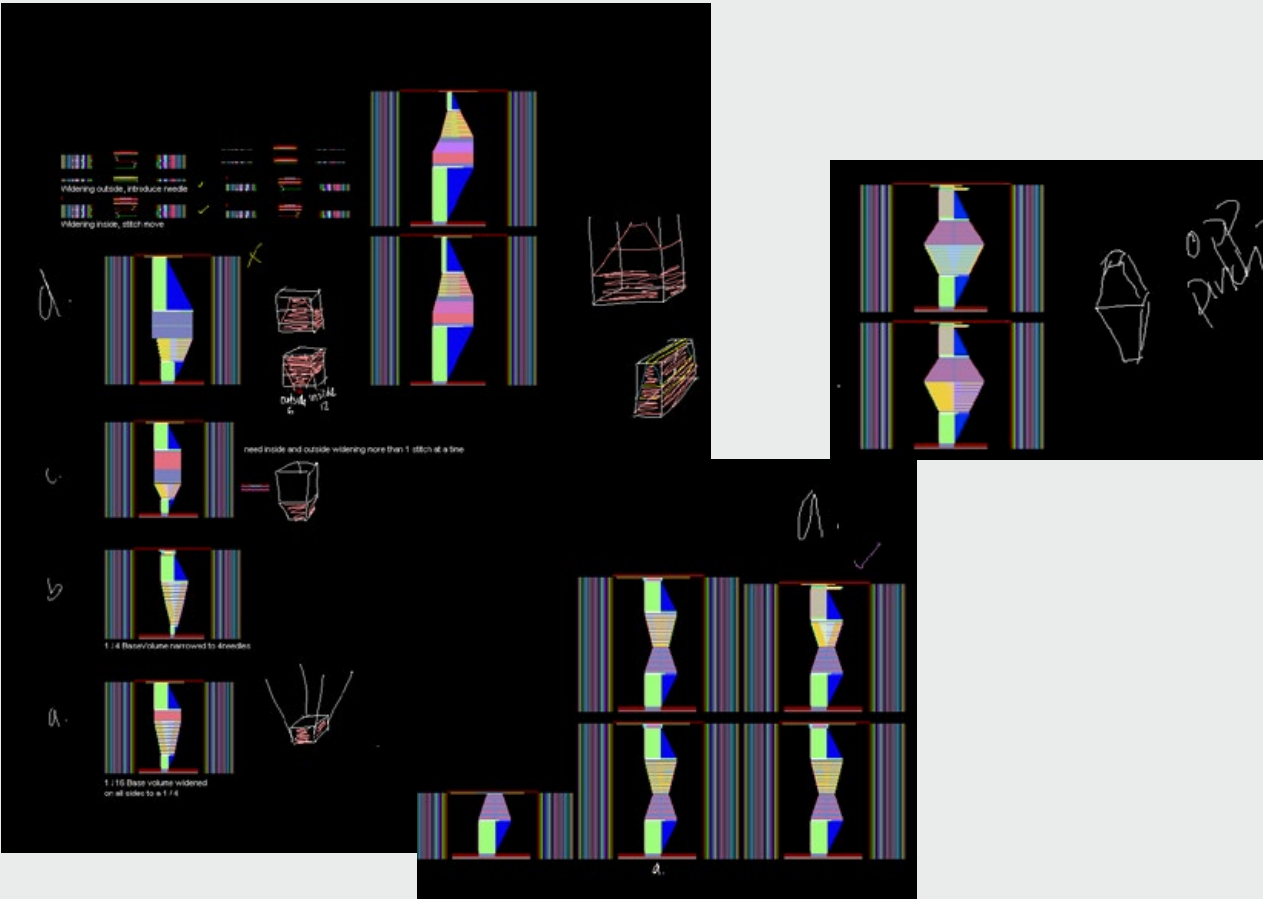 Widening outside, introduce needle
Widening inside, stitch move
d.
outside inside
6 12
c.
need inside and outside widening more than 1 stitch at a time
b
1 / 4 BaseVolume narrowed to 4needles
a.
1 / 16 Base volume widened
on all sides to a 1 / 4
opp
pinch
a.
a.